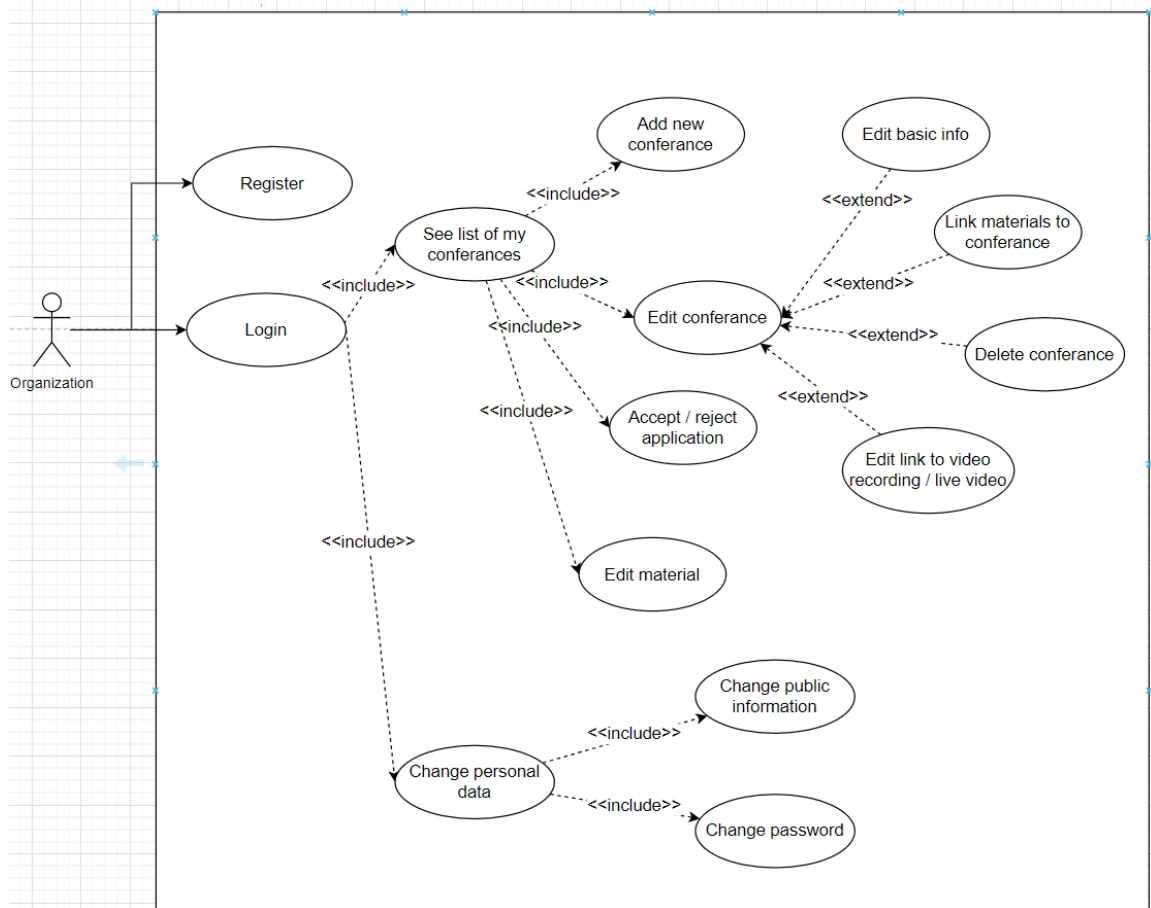 Add new
conferance
Edit basic info
Register
<<include>>
<<extend>>
See list of my
conferances
Link materials to
conferance
<<include>>
<<include>>
<<extend>>
Login
<<include>>
Edit conferance
<<extend>>
Delete conferance
Organization
<<include>>
<<extend>>
Accept / reject
application
Edit link to video
recording / live video
<<include>>
Edit material
Change public
information
<<include>>
Change personal
data
<<include>>
Change password